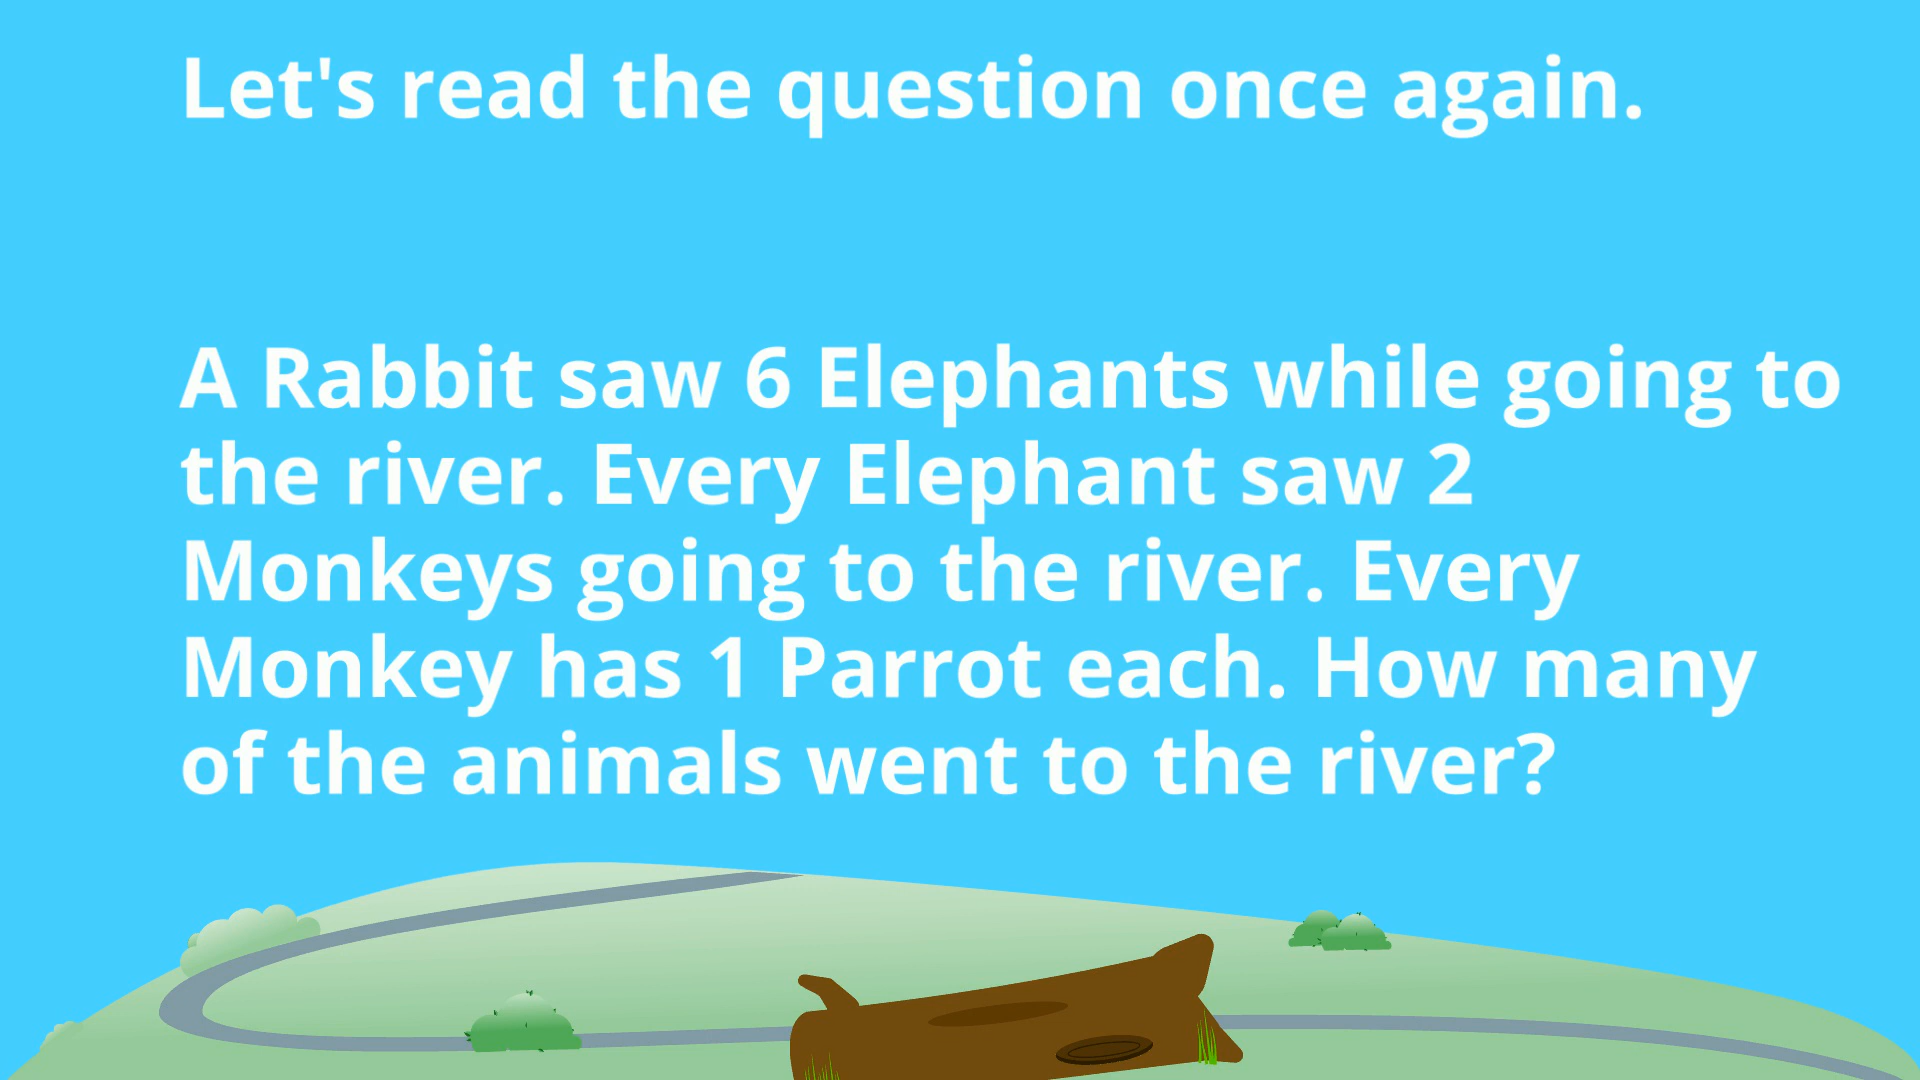 Let's read the question once again.
A Rabbit saw 6 Elephants while going to
the river. Every Elephant saw 2
Monkeys going to the river. Every
Monkey has 1 Parrot each. How many
of the animals went to the river?